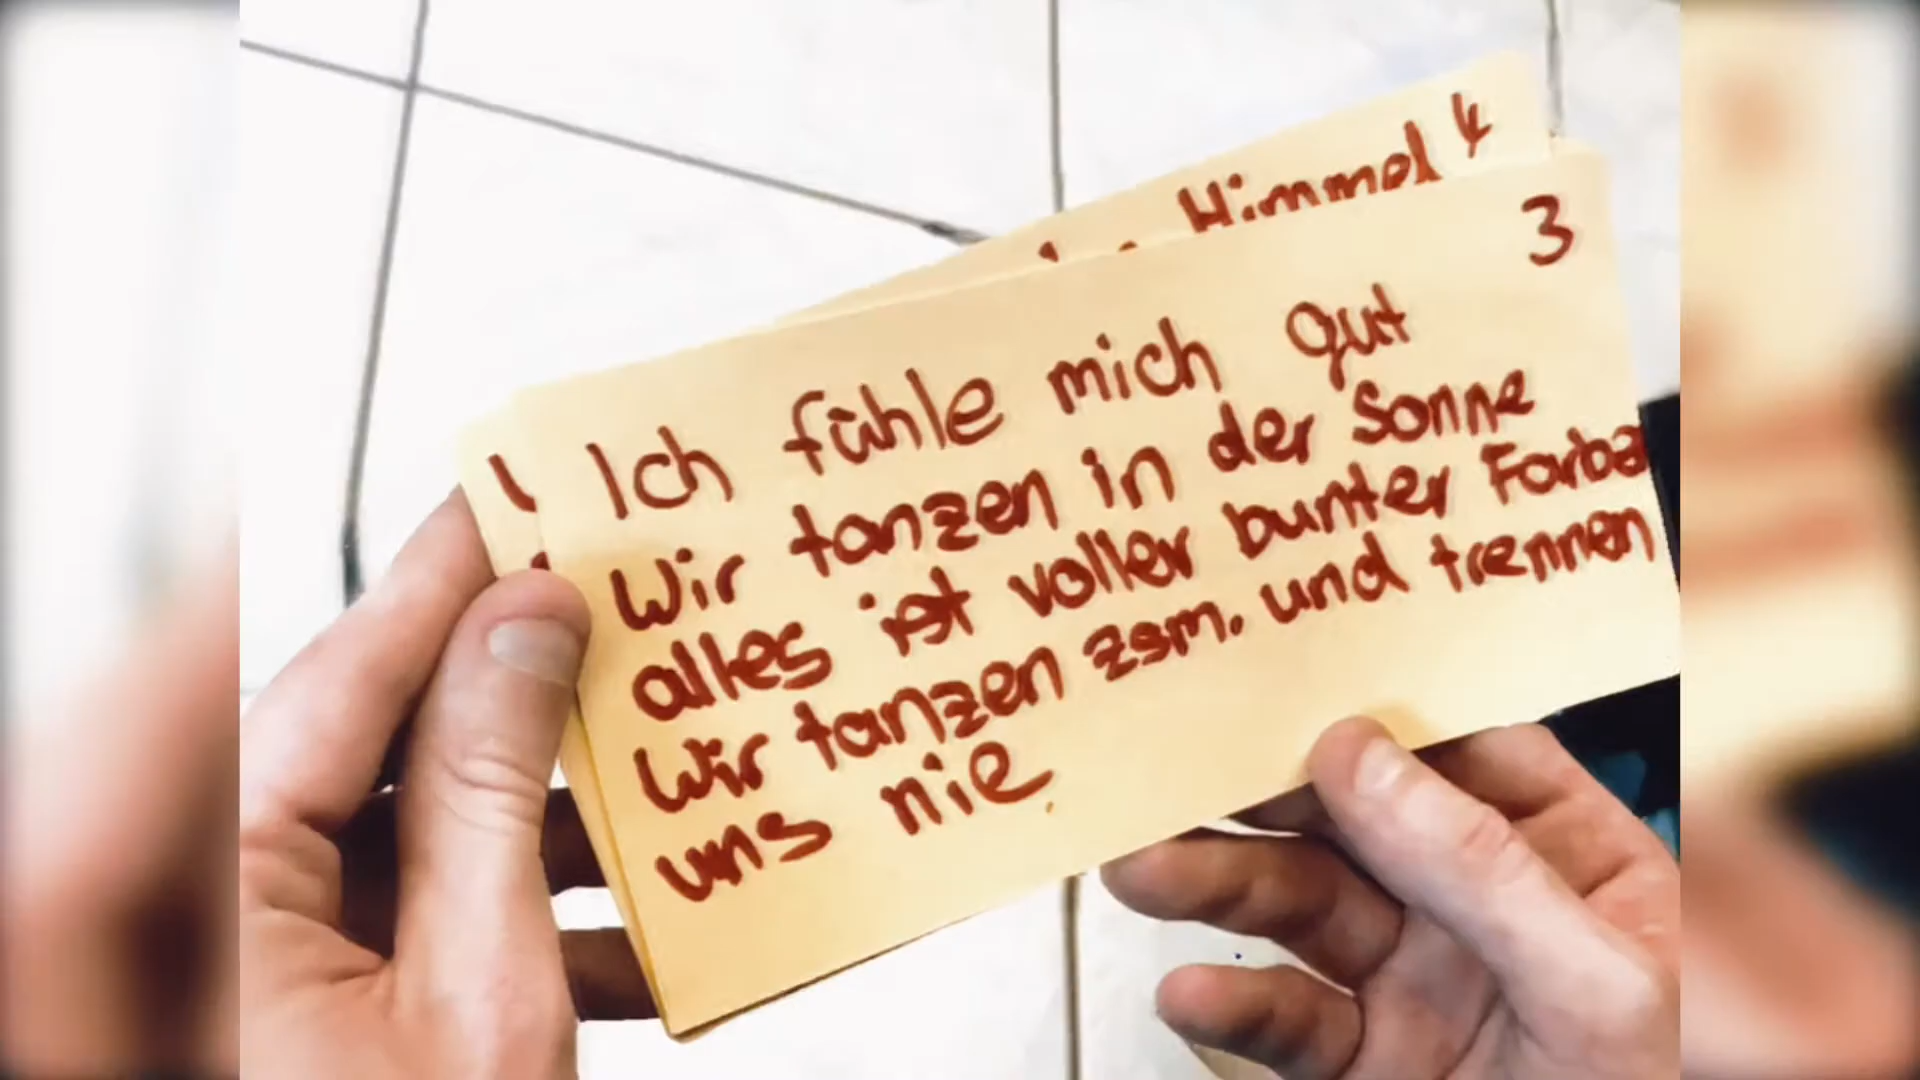 Himmel 4
3
Ich fühle mich gut
Wir tanzen in der Sonne
alles ist voller bunter
Wir tanzen zsm. und trennen
uns nie